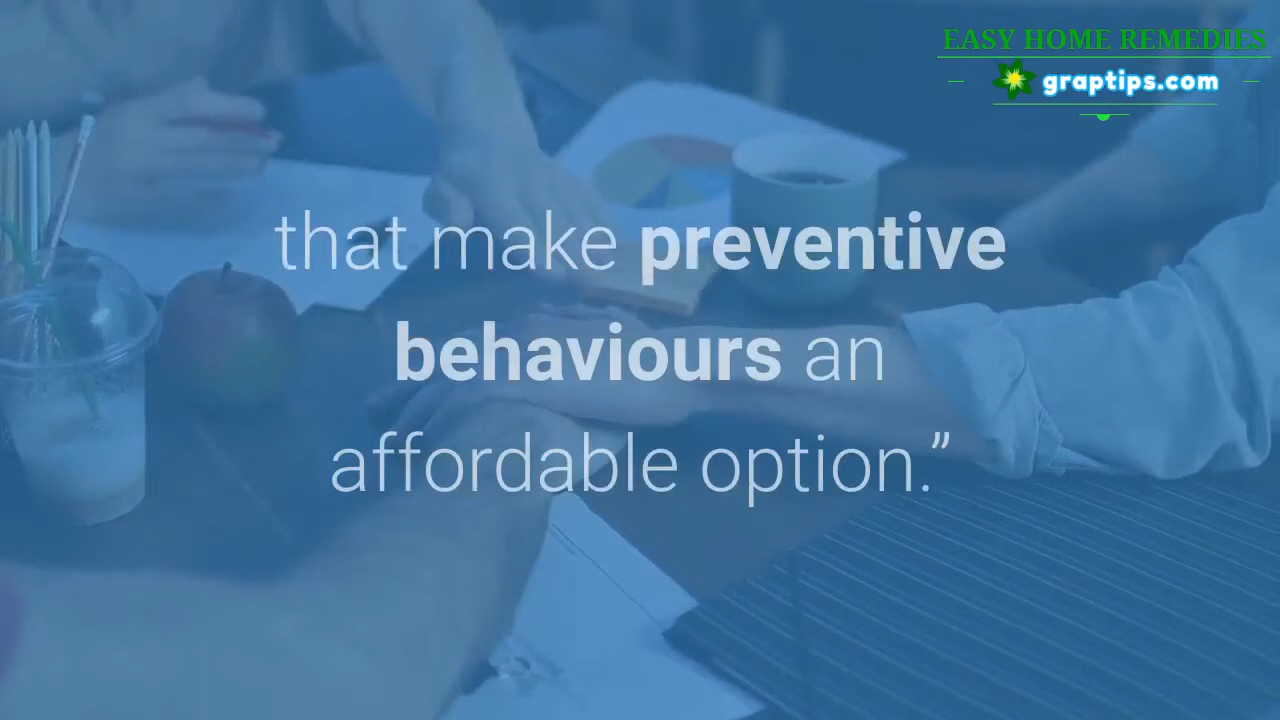 EASY HOME REMEDIES
graptips.com
that make preventive
behaviours an
affordable option.”